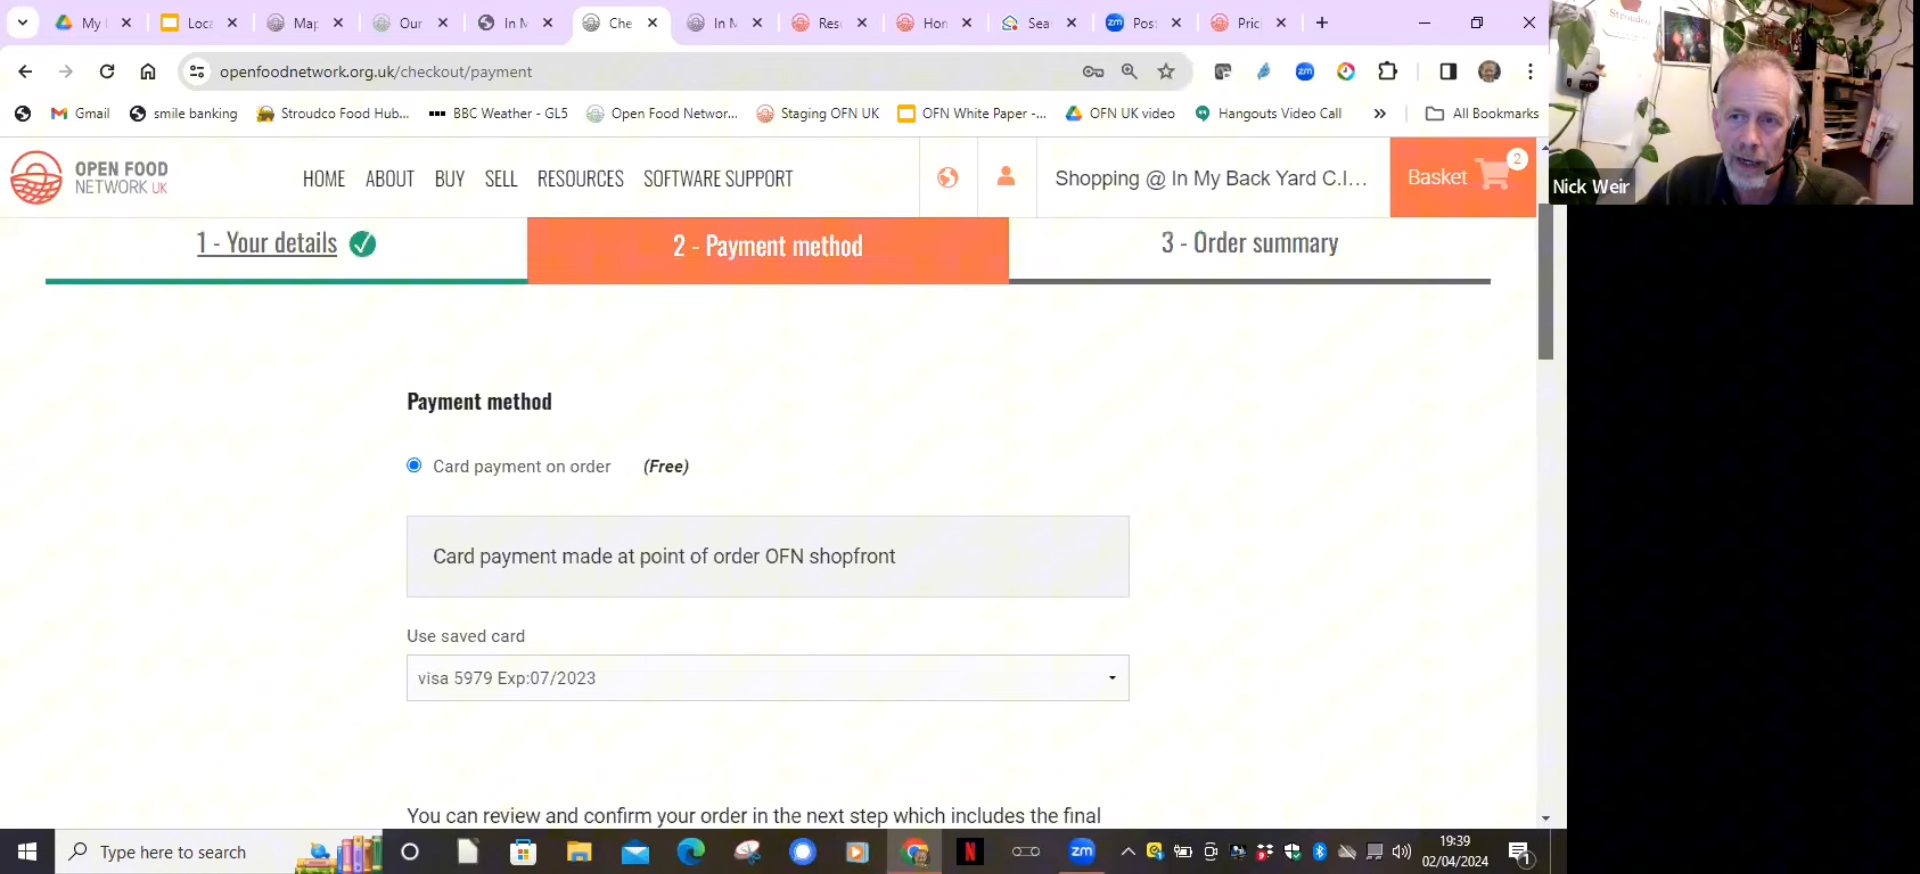 My
Loca
Map
Our
In M
Che
In M
Res
Hon
Sea
zm
Pos
Pric
openfoodnetwork.org.uk/checkout/payment
zm
Gmail
smile banking
Stroudco Food Hub...
BBC Weather - GL5
Open Food Networ...
Staging OFN UK
OFN White Paper -...
OFN UK video
Hangouts Video Call
»
All Bookmarks
OPEN FOOD
NETWORK UK
HOME
ABOUT
BUY
SELL
RESOURCES
SOFTWARE SUPPORT
Shopping @ In My Back Yard C.I...
Basket
2
Stroudco
Nick Weir
1 - Your details
2 - Payment method
3 - Order summary
Payment method
Card payment on order (Free)
Card payment made at point of order OFN shopfront
Use saved card
visa 5979 Exp:07/2023
You can review and confirm your order in the next step which includes the final
Type here to search
N
zm
19:39
02/04/2024
1